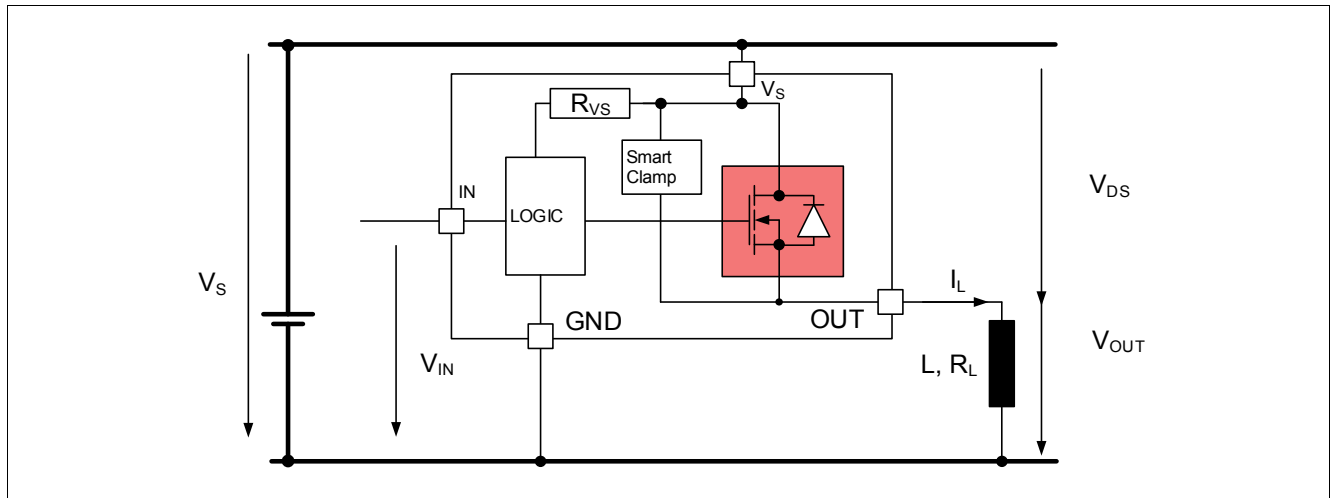 V_S
R_VS
Smart
Clamp
V_DS
IN
LOGIC
V_S
I_L
GND
OUT
V_IN
V_OUT
L, R_L